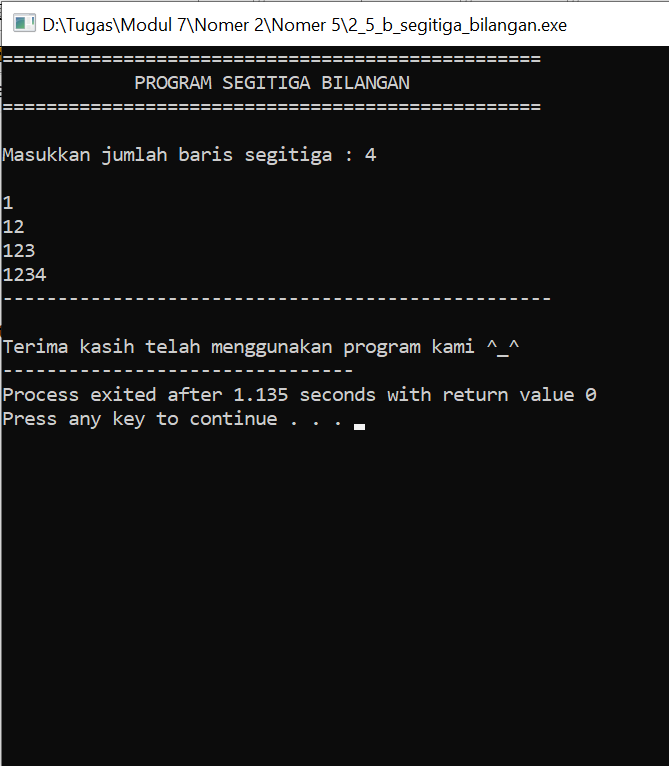 D:\Tugas\Modul 7\Nomer 2\Nomer 5\2_5_b_segitiga_bilangan.exe
=================================================
PROGRAM SEGITIGA BILANGAN
=================================================
Masukkan jumlah baris segitiga : 4
1
12
123
1234
--------------------------------------------------
Terima kasih telah menggunakan program kami ^_^
--------------------------------
Process exited after 1.135 seconds with return value 0
Press any key to continue . . .